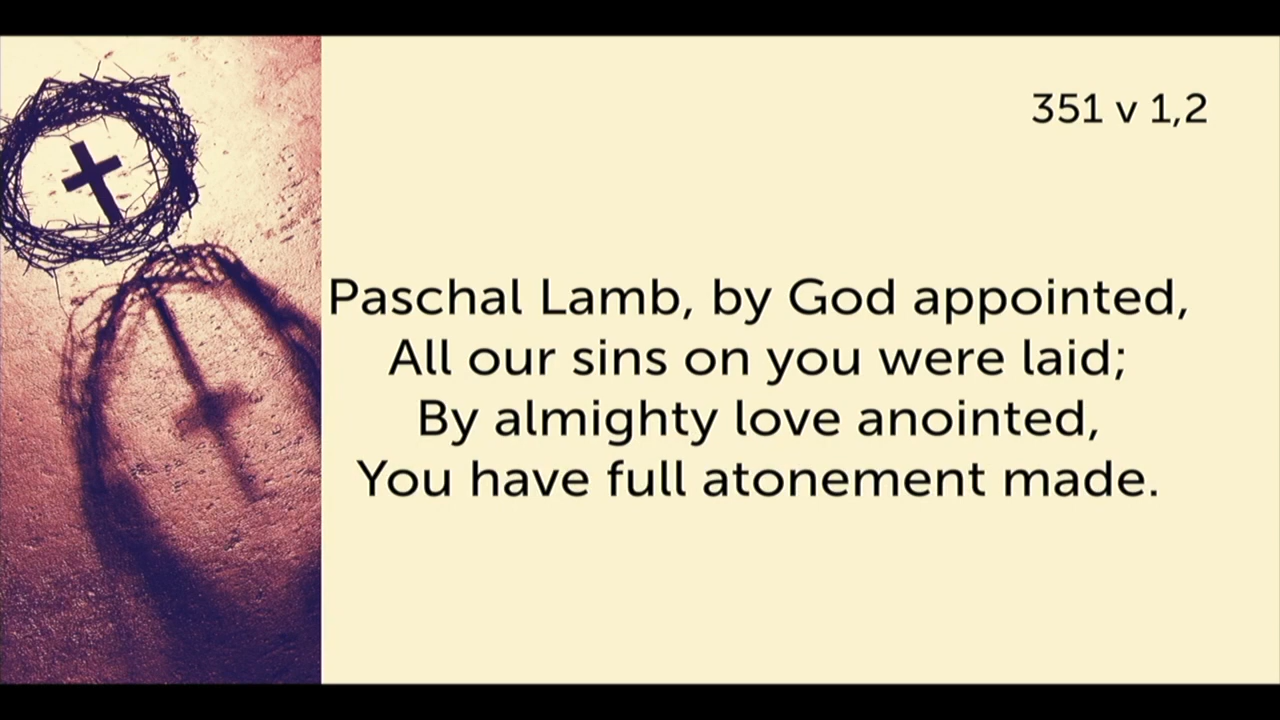 351 v 1,2
Paschal Lamb, by God appointed,
All our sins on you were laid;
By almighty love anointed,
You have full atonement made.